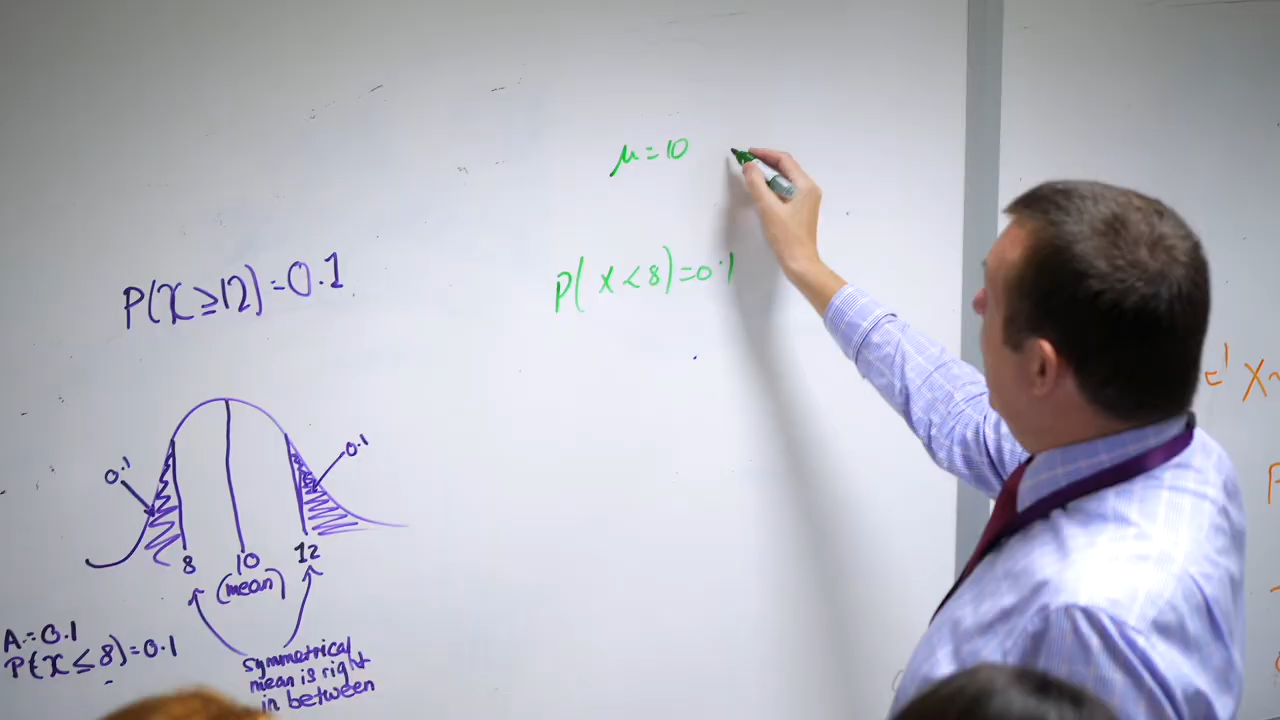 μ=10
P(x<8)=0.1
P(x≥12)=0.1
0.1
0.1
8
10
12
(mean)
A=0.1
P(x≤8)=0.1
symmetrical
mean is right
in between
X~